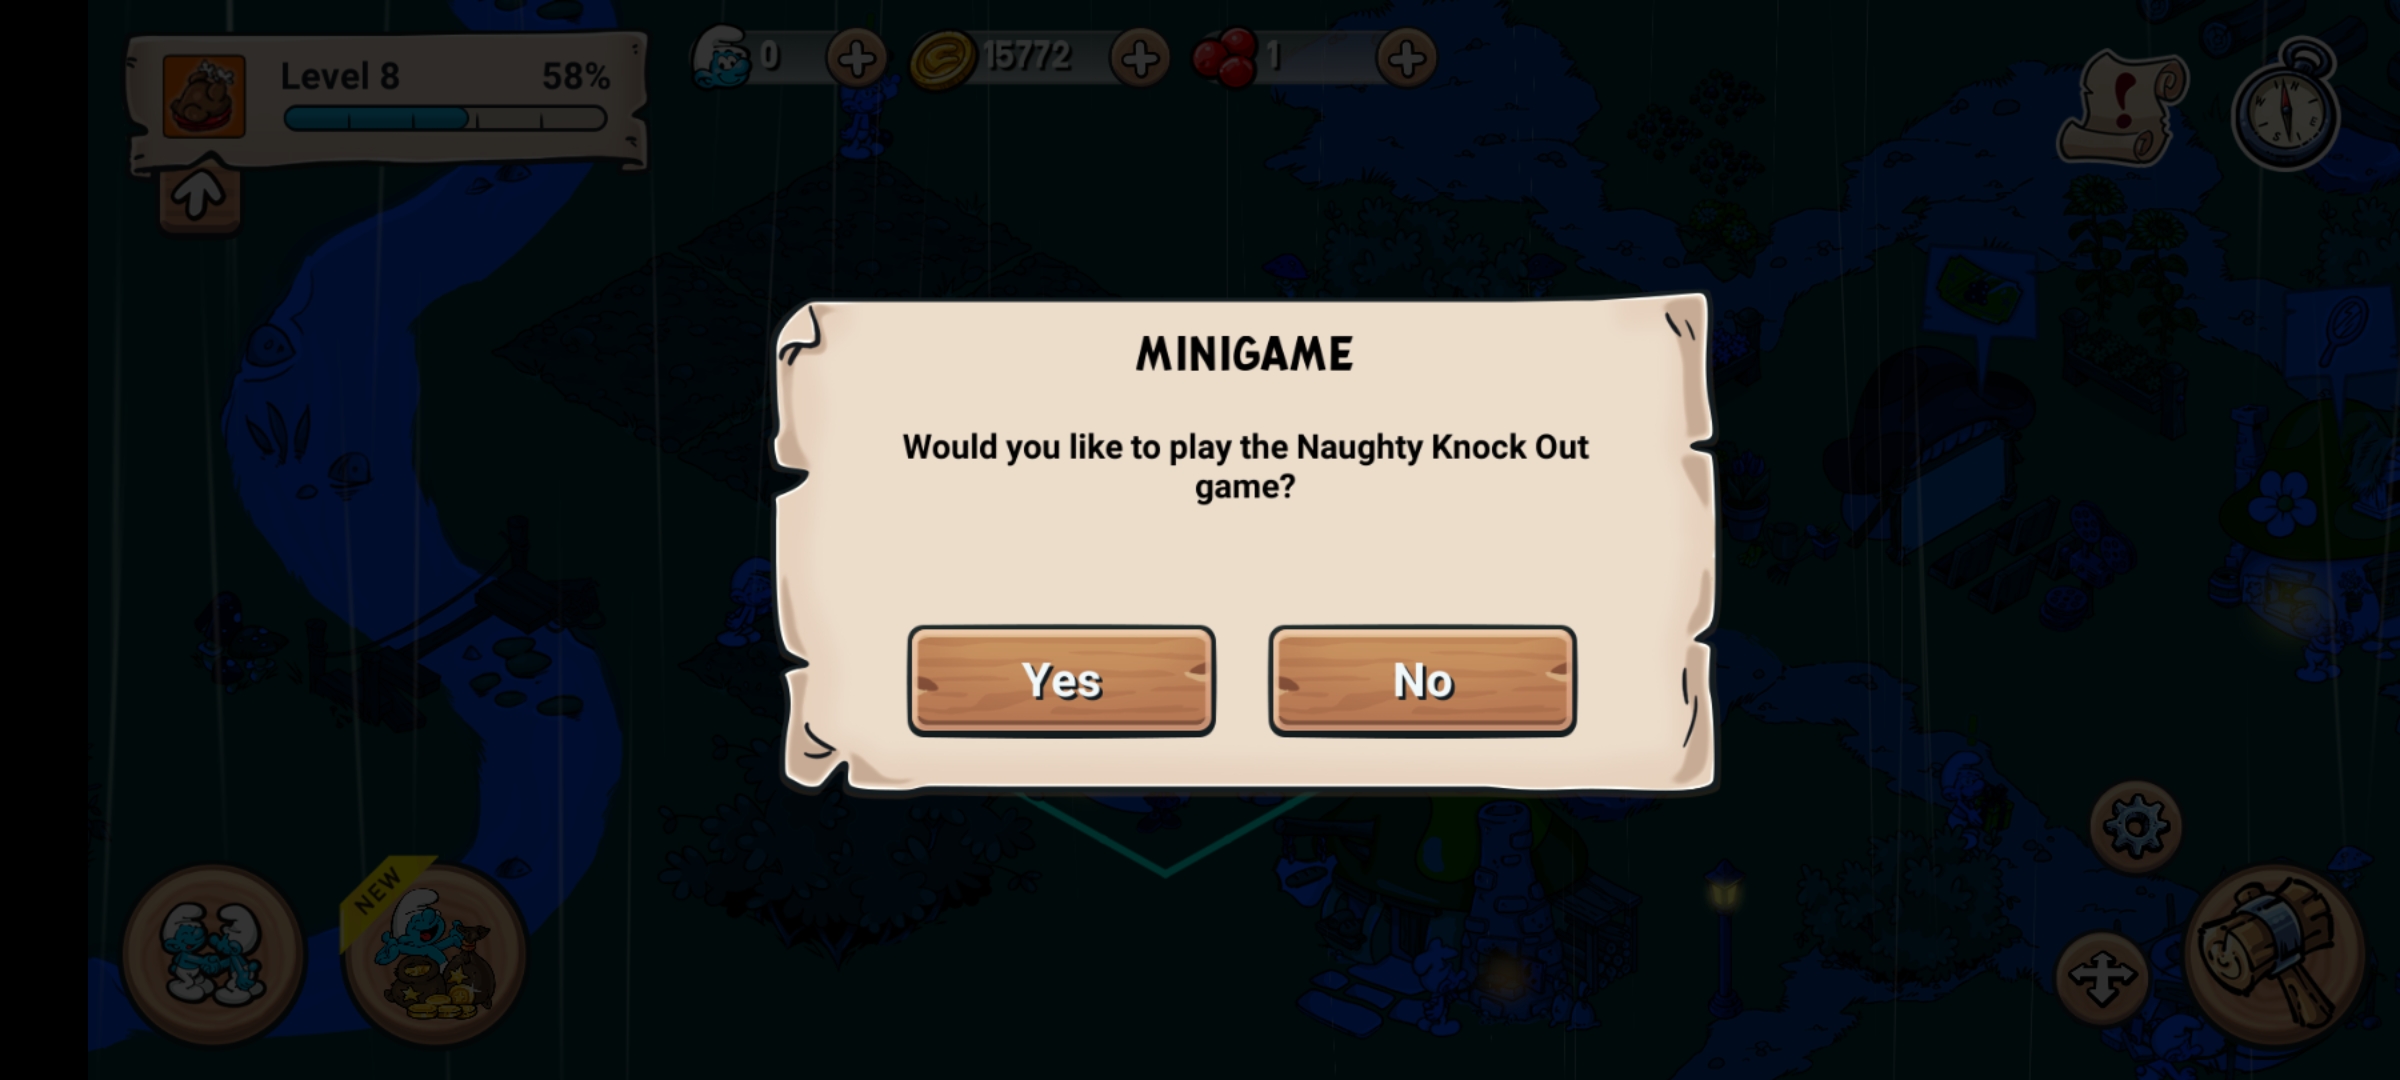 Level 8
58%
0
15772
1
MINIGAME
Would you like to play the Naughty Knock Out
game?
Yes
No
NEW